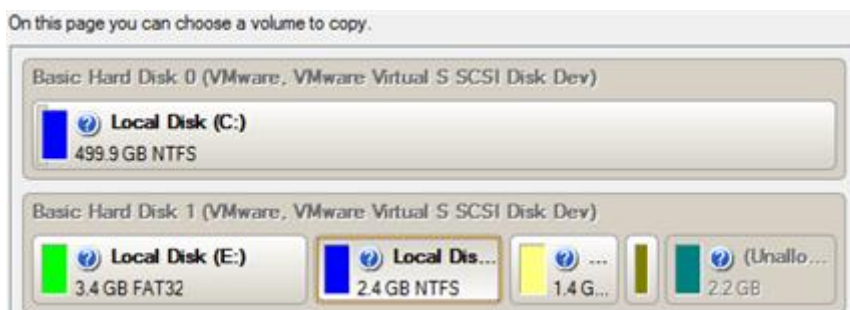 On this page you can choose a volume to copy.
Basic Hard Disk 0 (VMware, VMware Virtual S SCSI Disk Dev)
Local Disk (C:)
499.9 GB NTFS
Basic Hard Disk 1 (VMware, VMware Virtual S SCSI Disk Dev)
Local Disk (E:)
3.4 GB FAT32
Local Dis...
2.4 GB NTFS
...
1.4 G...
(Unallo...
2.2 GB